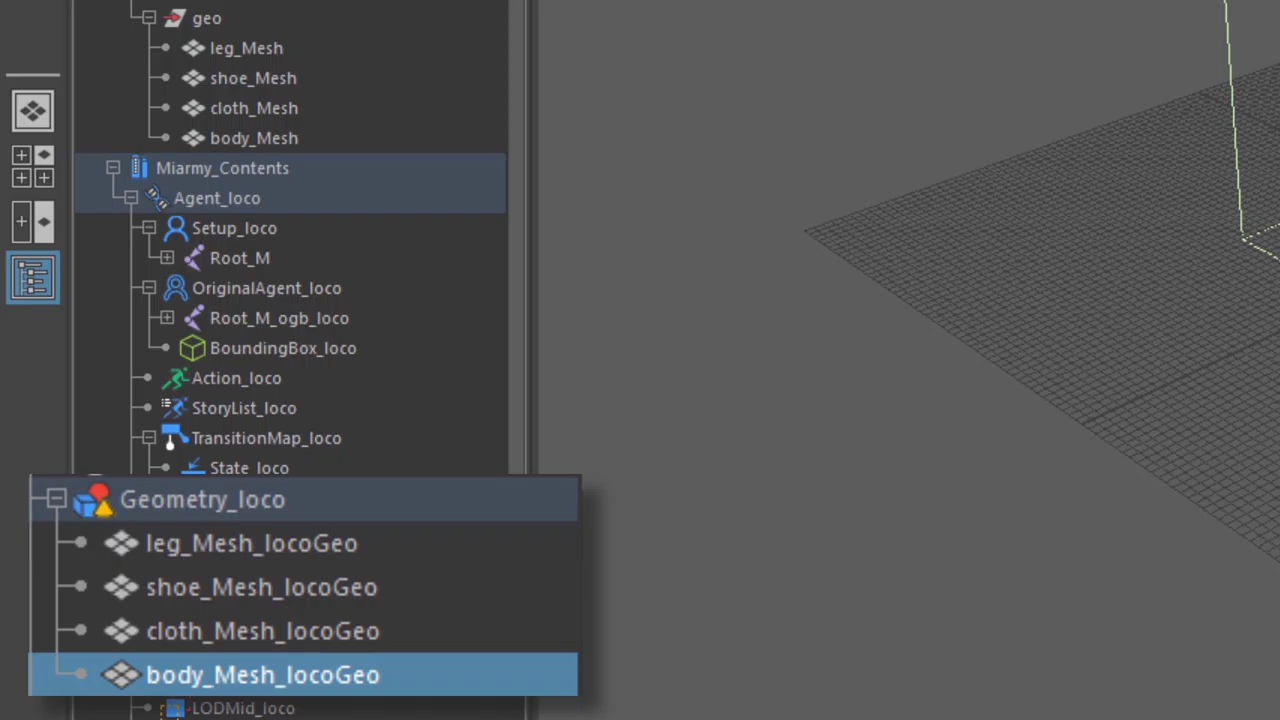 geo
leg_Mesh
shoe_Mesh
cloth_Mesh
body_Mesh
Miarmy_Contents
Agent_loco
Setup_loco
Root_M
OriginalAgent_loco
Root_M_ogb_loco
BoundingBox_loco
Action_loco
StoryList_loco
TransitionMap_loco
State_loco
Geometry_loco
leg_Mesh_locoGeo
shoe_Mesh_locoGeo
cloth_Mesh_locoGeo
body_Mesh_locoGeo
LODMid_loco